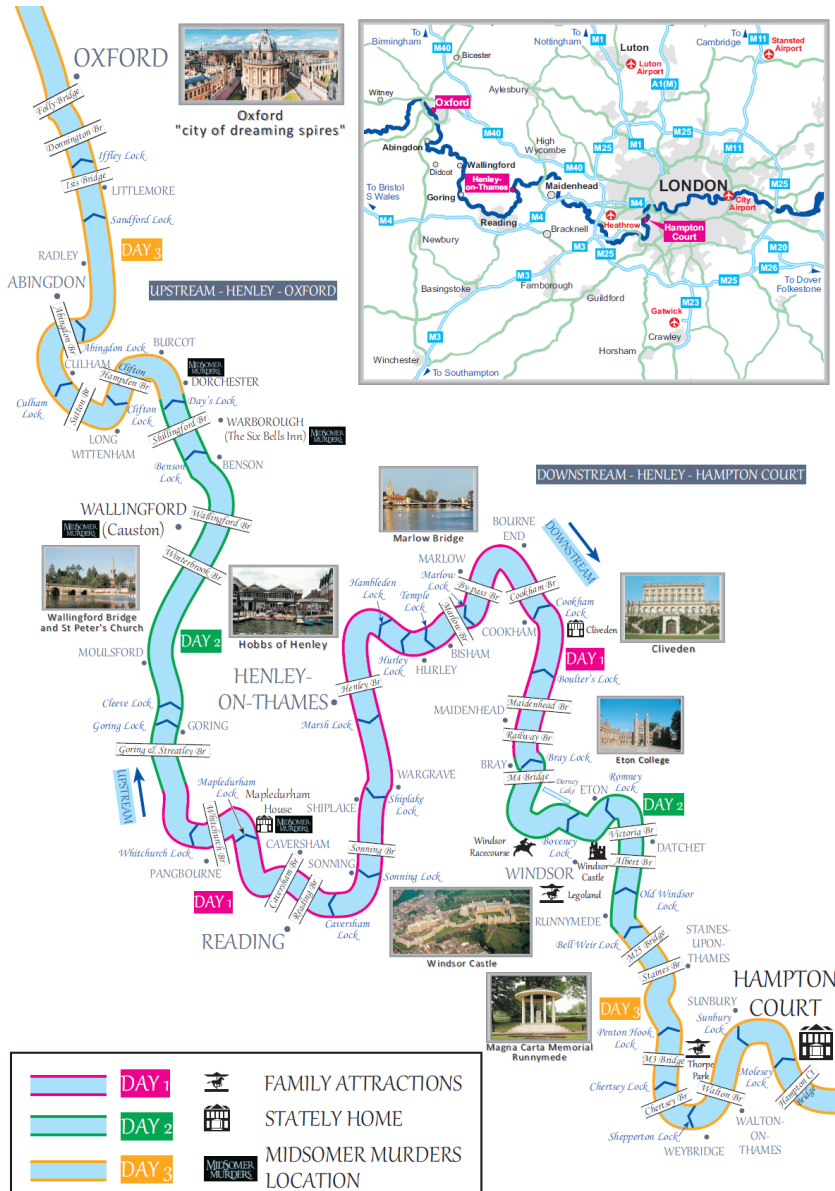 OXFORD
Folly Bridge
Donnington Br
Iffley Lock
Isis Bridge
LITTLEMORE
Sandford Lock
RADLEY
DAY 3
ABINGDON
UPSTREAM - HENLEY - OXFORD
Abingdon Br
Abingdon Lock
CULHAM
Culham
Lock
Sutton Br
Clifton
Hampden Br
Clifton
Lock
LONG
WITTENHAM
BURCOT
MIDSOMER
MURDERS
DORCHESTER
Day's Lock
Shillingford Br
WARBOROUGH
(The Six Bells Inn)
MIDSOMER
MURDERS
Benson
Lock
BENSON
WALLINGFORD
(Causton)
MIDSOMER
MURDERS
Wallingford Br
Winterbrook Br
Wallingford Bridge
and St Peter's Church
Hobbs of Henley
DAY 2
MOULSFORD
Cleeve Lock
Goring Lock
GORING
Goring & Streatley Br
UPSTREAM
Whitchurch Lock
Whitchurch Br
PANGBOURNE
Mapledurham
Lock
Mapledurham
House
MIDSOMER
MURDERS
DAY 1
CAVERSHAM
Caversham Br
Reading Br
READING
Caversham
Lock
SONNING
Sonning Lock
Sonning Br
SHIPLAKE
Shiplake
Lock
WARGRAVE
Marsh Lock
HENLEY-
ON-THAMES
Henley Br
Oxford
"city of dreaming spires"
To
Birmingham
M40
Bicester
To
Nottingham
M1
Luton
Luton
Airport
A1(M)
To
Cambridge
M11
Stansted
Airport
Witney
Oxford
Aylesbury
M40
M25
M11
Abingdon
Didcot
Wallingford
High
Wycombe
M25
M1
M40
Henley-
on-Thames
Maidenhead
LONDON
M25
City
Airport
To Bristol
S Wales
Goring
M4
Reading
M4
M4
Heathrow
Hampton
Court
Newbury
Bracknell
M3
M20
M26
M25
Basingstoke
M3
Farnborough
Guildford
To Dover
Folkestone
M23
Gatwick
Crawley
M3
Winchester
Horsham
To Southampton
DOWNSTREAM - HENLEY - HAMPTON COURT
Marlow Bridge
Hambleden
Lock
Hurley
Lock
HURLEY
Temple
Lock
BISHAM
MARLOW
Marlow
Lock
Marlow Br
By-pass Br
BOURNE
END
DOWNSTREAM
Cookham Br
COOKHAM
Cookham
Lock
Cliveden
Cliveden
DAY 1
Boulter's Lock
MAIDENHEAD
Maidenhead Br
Railway Br
BRAY
Bray Lock
M4 Bridge
Dorney
Lake
Eton College
ETON
Romney
Lock
DAY 2
Boveney
Lock
Windsor
Racecourse
Windsor
Castle
WINDSOR
Legoland
Victoria Br
DATCHET
Albert Br
Old Windsor
Lock
RUNNYMEDE
Bell Weir Lock
M25 Bridge
Staines Br
STAINES-
UPON-
THAMES
Windsor Castle
Magna Carta Memorial
Runnymede
DAY 3
Penton Hook
Lock
M3 Bridge
Chertsey Lock
Chertsey Br
Thorpe
Park
Shepperton Lock
WEYBRIDGE
Walton Br
WALTON-
ON-
THAMES
SUNBURY
Sunbury
Lock
HAMPTON
COURT
Molesey
Lock
Hampton Ct
Bridge
DAY 1
FAMILY ATTRACTIONS
DAY 2
STATELY HOME
DAY 3
MIDSOMER
MURDERS
MIDSOMER MURDERS
LOCATION